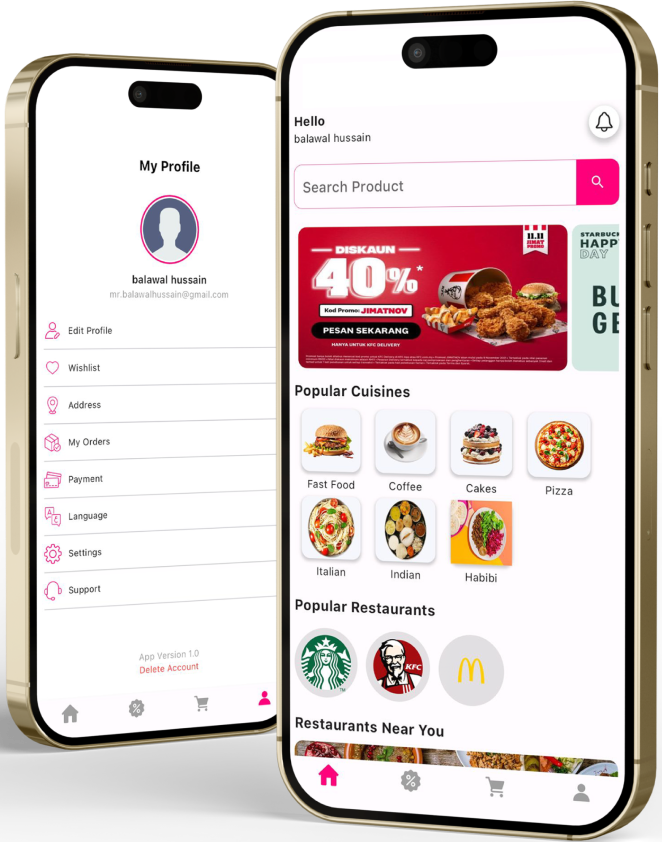 My Profile
balawal hussain
mr.balawalhussain@gmail.com
Edit Profile
Wishlist
Address
My Orders
Payment
Language
Settings
Support
App Version 1.0
Delete Account
Hello
balawal hussain
Search Product
DISKAUN
40%*
Kod Promo: JIMATNOV
PESAN SEKARANG
HANYA UNTUK KFC DELIVERY
11.11
JIMAT
PROMO
STARBUCK
HAPP
DAY
BU
GE
Popular Cuisines
Fast Food
Coffee
Cakes
Pizza
Italian
Indian
Habibi
Popular Restaurants
KFC
TM
Restaurants Near You